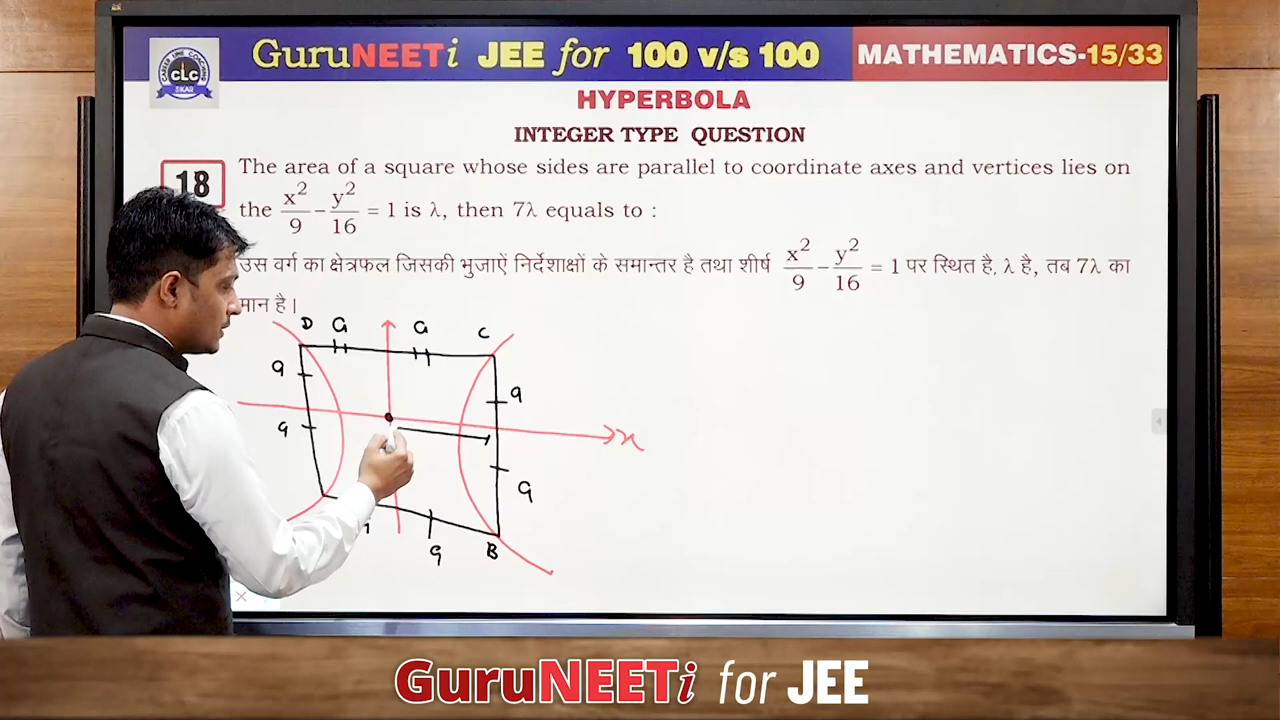 GuruNEETi JEE for 100 v/s 100
MATHEMATICS-15/33
CLC
SIKAR
HYPERBOLA
INTEGER TYPE QUESTION
18
The area of a square whose sides are parallel to coordinate axes and vertices lies on
the x²/9 − y²/16 = 1 is λ, then 7λ equals to :
उस वर्ग का क्षेत्रफल जिसकी भुजाऐं निर्देशाक्षों के समान्तर है तथा शीर्ष x²/9 − y²/16 = 1 पर स्थित है, λ है, तब 7λ का
मान है।
D a a C
a a
x
a a
a B
GuruNEETi for JEE